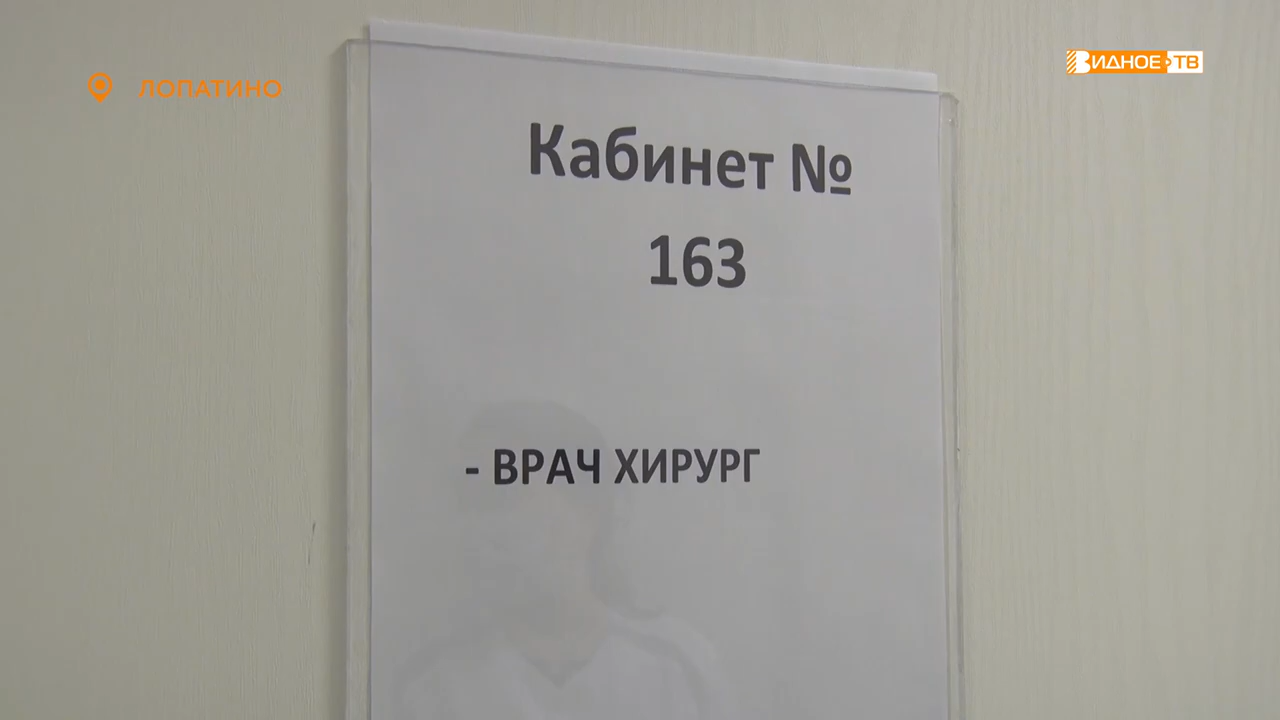 ЛОПАТИНО
ВИДНОЕ ТВ
Кабинет №
163
- ВРАЧ ХИРУРГ